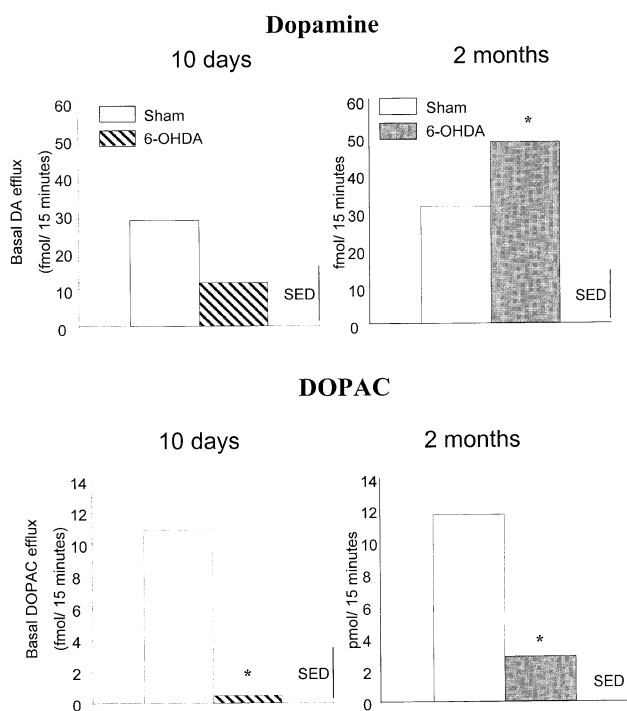 Dopamine
10 days
2 months
Sham
6-OHDA
*
Sham
6-OHDA
Basal DA efflux
(fmol/ 15 minutes)
fmol/ 15 minutes
60
50
40
30
20
10
0
60
50
40
30
20
10
0
SED
SED
DOPAC
10 days
2 months
Basal DOPAC efflux
(fmol/ 15 minutes)
pmol/ 15 minutes
14
12
10
8
6
4
2
0
14
12
10
8
6
4
2
0
*
SED
*
SED